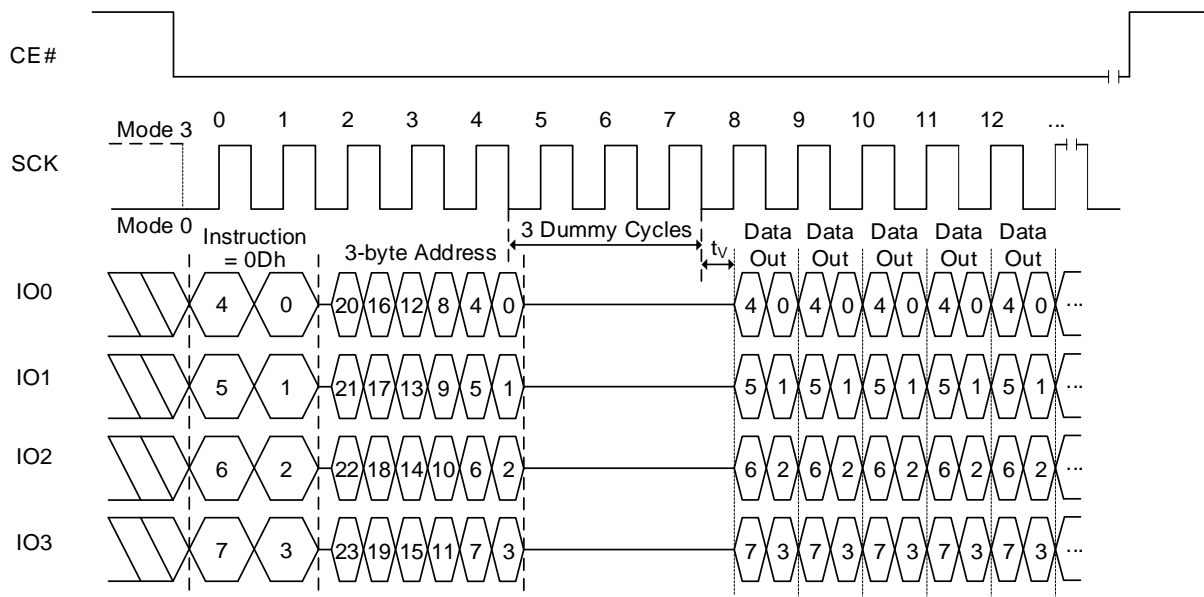 CE#
0 1 2 3 4 5 6 7 8 9 10 11 12 ...
Mode 3
SCK
Mode 0
3 Dummy Cycles
Instruction
= 0Dh
3-byte Address
tV
Data
Out
Data
Out
Data
Out
Data
Out
Data
Out
IO0 4 0 20 16 12 8 4 0 4 0 4 0 4 0 4 0 4 0 ...
IO1 5 1 21 17 13 9 5 1 5 1 5 1 5 1 5 1 5 1 ...
IO2 6 2 22 18 14 10 6 2 6 2 6 2 6 2 6 2 6 2 ...
IO3 7 3 23 19 15 11 7 3 7 3 7 3 7 3 7 3 7 3 ...